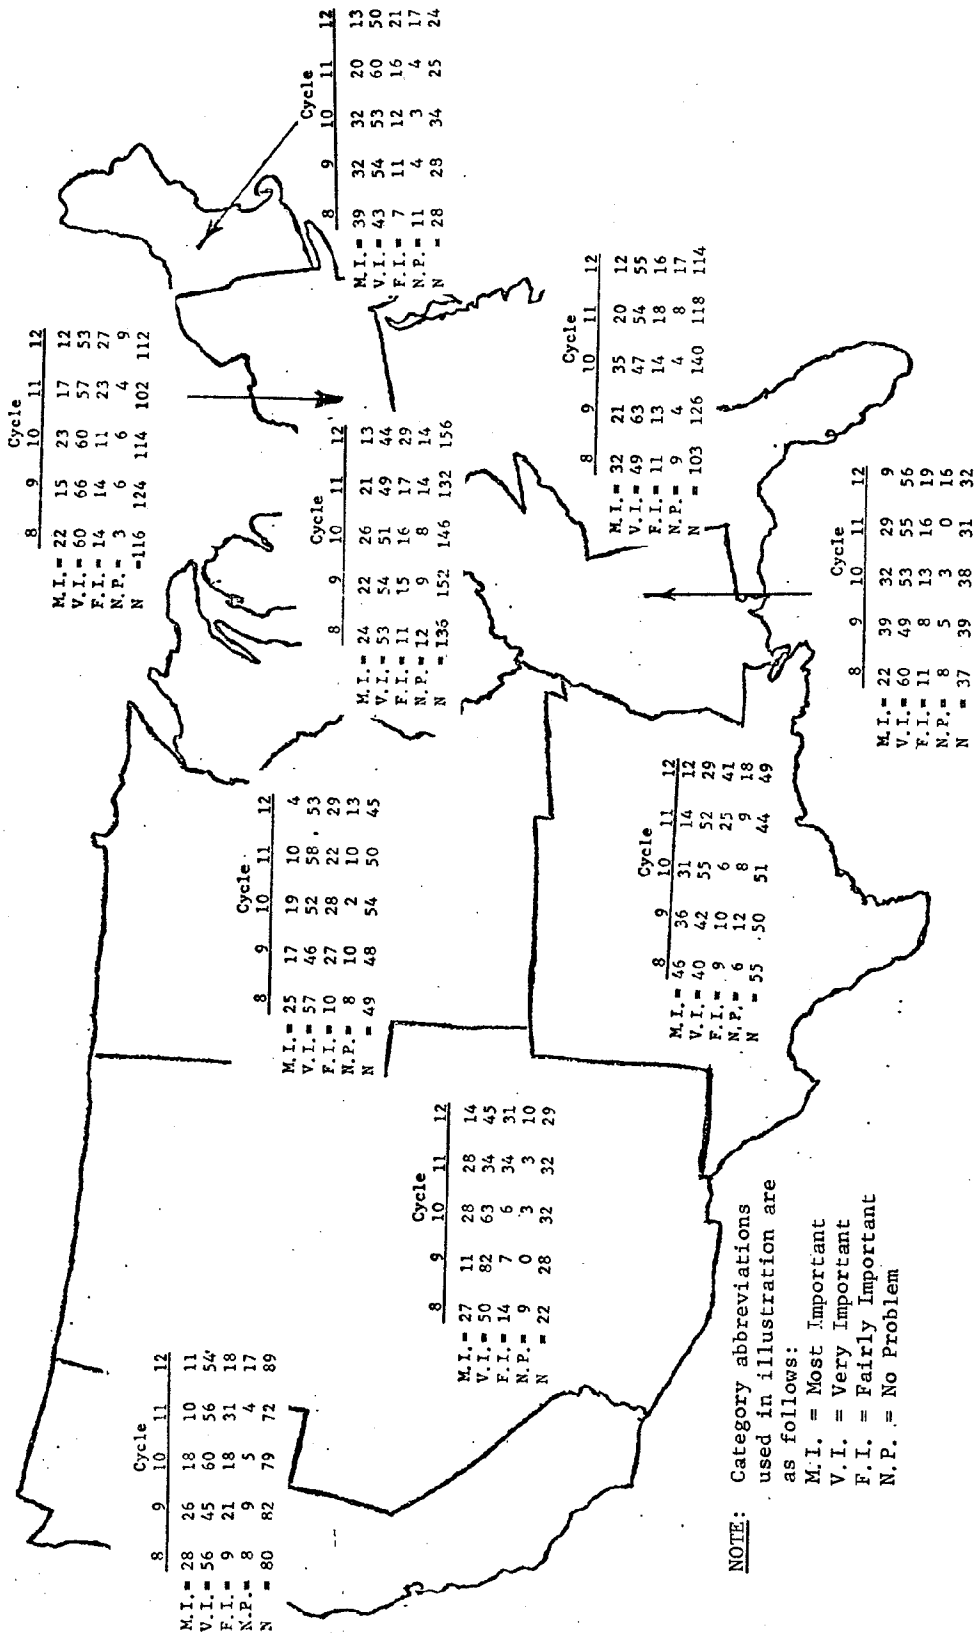 Cycle
8 9 10 11 12
M.I.= 28 26 18 10 11
V.I.= 56 45 60 56 54
F.I.= 9 21 18 31 18
N.P.= 8 9 5 4 17
N = 80 82 79 72 89
Cycle
8 9 10 11 12
M.I.= 27 11 28 28 14
V.I.= 50 82 63 34 45
F.I.= 14 7 6 34 31
N.P.= 9 0 3 3 10
N = 22 28 32 32 29
Cycle
8 9 10 11 12
M.I.= 25 17 19 10 4
V.I.= 57 46 52 58 53
F.I.= 10 27 28 22 29
N.P.= 8 10 2 10 13
N = 49 48 54 50 45
Cycle
8 9 10 11 12
M.I.= 46 36 31 14 12
V.I.= 40 42 55 52 29
F.I.= 9 10 6 25 41
N.P.= 6 12 8 9 18
N = 55 50 51 44 49
Cycle
8 9 10 11 12
M.I.= 22 15 23 17 12
V.I.= 60 66 60 57 53
F.I.= 14 14 11 23 27
N.P.= 3 6 6 4 9
N =116 124 114 102 112
Cycle
8 9 10 11 12
M.I.= 24 22 26 21 13
V.I.= 53 54 51 49 44
F.I.= 11 15 16 17 29
N.P.= 12 9 8 14 14
N =136 152 146 132 156
Cycle
8 9 10 11 12
M.I.= 39 32 32 20 13
V.I.= 43 54 53 60 50
F.I.= 7 11 12 16 21
N.P.= 11 4 3 4 17
N = 28 28 34 25 24
Cycle
8 9 10 11 12
M.I.= 32 21 35 20 12
V.I.= 49 63 47 54 55
F.I.= 11 13 14 18 16
N.P.= 9 4 4 8 17
N = 103 126 140 118 114
Cycle
8 9 10 11 12
M.I.= 22 39 32 29 9
V.I.= 60 49 53 55 56
F.I.= 11 8 13 16 19
N.P.= 8 5 3 0 16
N = 37 39 38 31 32
NOTE: Category abbreviations
used in illustration are
as follows:
M.I. = Most Important
V.I. = Very Important
F.I. = Fairly Important
N.P. = No Problem